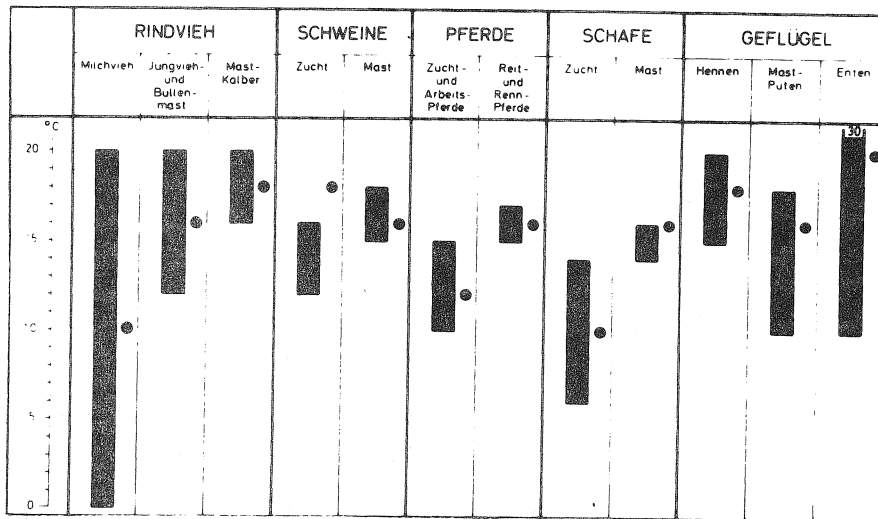 RINDVIEH
SCHWEINE
PFERDE
SCHAFE
GEFLÜGEL
Milchvieh
Jungvieh-
und
Bullen-
mast
Mast-
Kälber
Zucht
Mast
Zucht-
und
Arbeits-
Pferde
Reit-
und
Renn-
Pferde
Zucht
Mast
Hennen
Mast-
Puten
Enten
°C
30
20
15
10
5
0